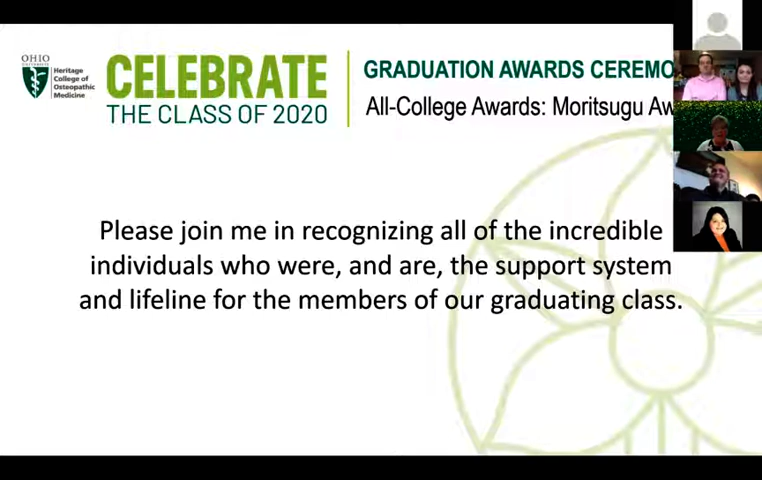 OHIO
UNIVERSITY
Heritage
College of
Osteopathic
Medicine
CELEBRATE
THE CLASS OF 2020
GRADUATION AWARDS CEREMO
All-College Awards: Moritsugu Aw
Please join me in recognizing all of the incredible
individuals who were, and are, the support system
and lifeline for the members of our graduating class.